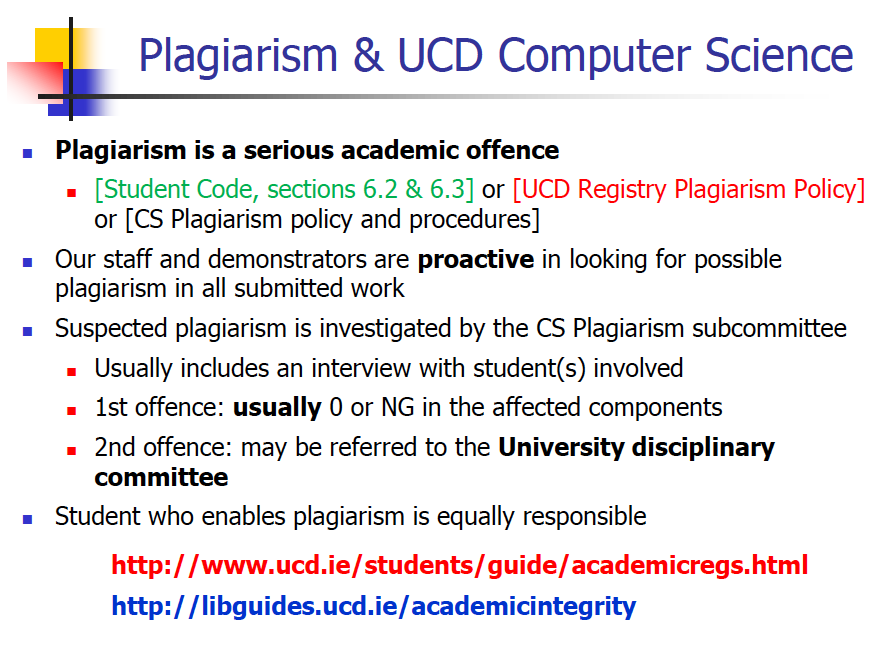 Plagiarism & UCD Computer Science
Plagiarism is a serious academic offence
[Student Code, sections 6.2 & 6.3] or [UCD Registry Plagiarism Policy]
or [CS Plagiarism policy and procedures]
Our staff and demonstrators are proactive in looking for possible
plagiarism in all submitted work
Suspected plagiarism is investigated by the CS Plagiarism subcommittee
Usually includes an interview with student(s) involved
1st offence: usually 0 or NG in the affected components
2nd offence: may be referred to the University disciplinary
committee
Student who enables plagiarism is equally responsible
http://www.ucd.ie/students/guide/academicregs.html
http://libguides.ucd.ie/academicintegrity